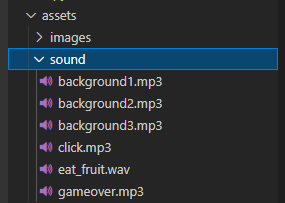 assets
images
sound
background1.mp3
background2.mp3
background3.mp3
click.mp3
eat_fruit.wav
gameover.mp3